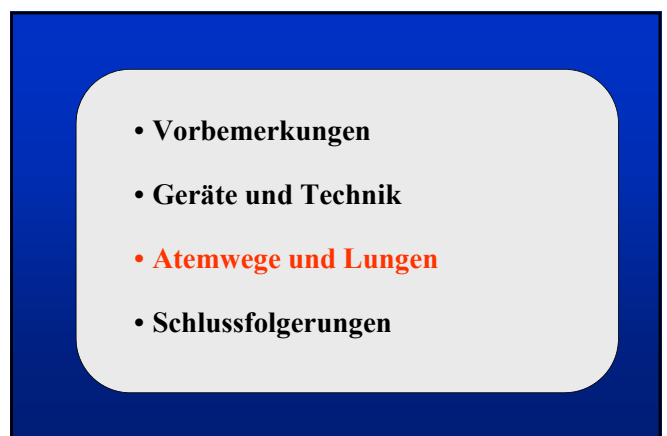 • Vorbemerkungen
• Geräte und Technik
• Atemwege und Lungen
• Schlussfolgerungen